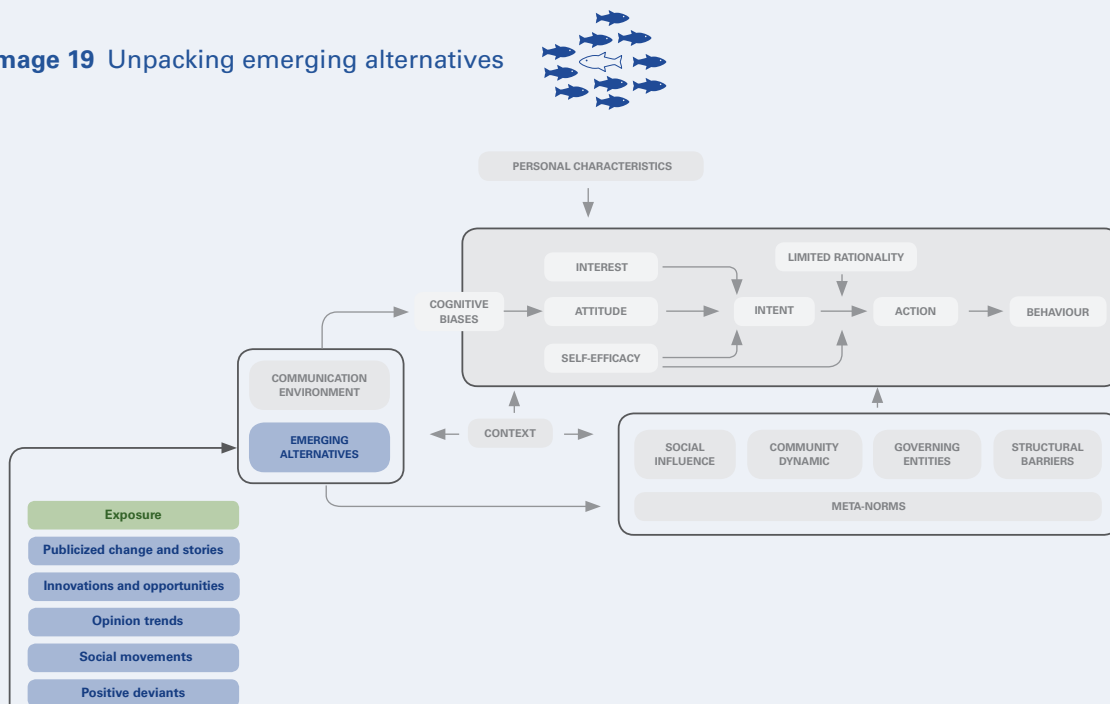 mage 19 Unpacking emerging alternatives
PERSONAL CHARACTERISTICS
INTEREST
LIMITED RATIONALITY
COGNITIVE
BIASES
ATTITUDE
INTENT
ACTION
BEHAVIOUR
SELF-EFFICACY
COMMUNICATION
ENVIRONMENT
EMERGING
ALTERNATIVES
CONTEXT
SOCIAL
INFLUENCE
COMMUNITY
DYNAMIC
GOVERNING
ENTITIES
STRUCTURAL
BARRIERS
META-NORMS
Exposure
Publicized change and stories
Innovations and opportunities
Opinion trends
Social movements
Positive deviants